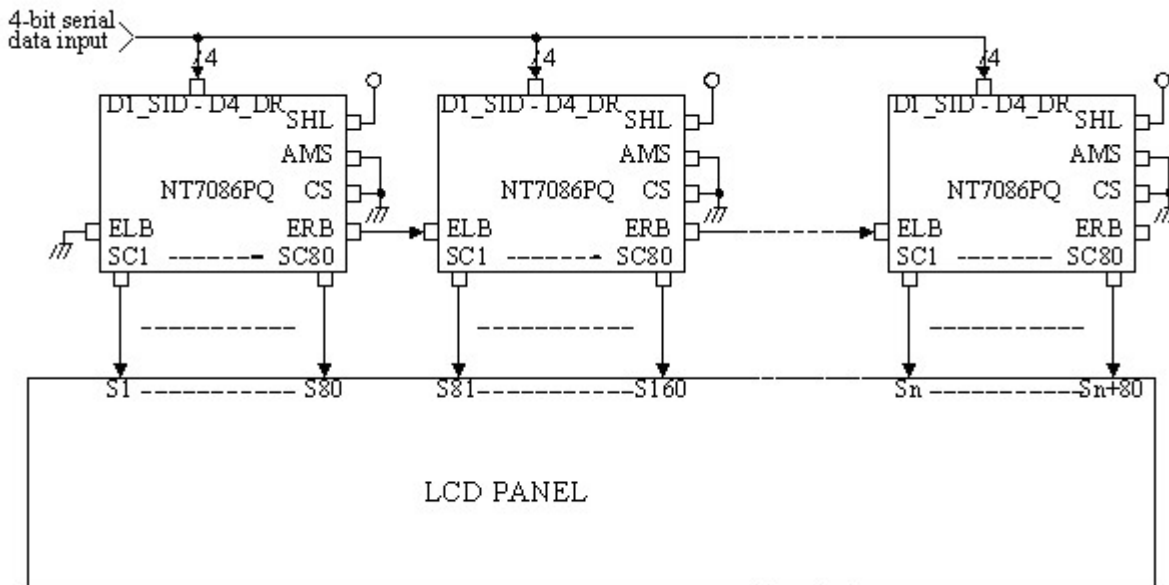 4-bit serial
data input
4
4
4
D1_SID - D4_DR
SHL
AMS
NT7086PQ
CS
ELB
ERB
SC1 ------- SC80
D1_SID - D4_DR
SHL
AMS
NT7086PQ
CS
ELB
ERB
SC1 ------- SC80
D1_SID - D4_DR
SHL
AMS
NT7086PQ
CS
ELB
ERB
SC1 ------- SC80
S1 ------------- S80
S81 ------------- S160
Sn ------------- Sn+80
LCD PANEL